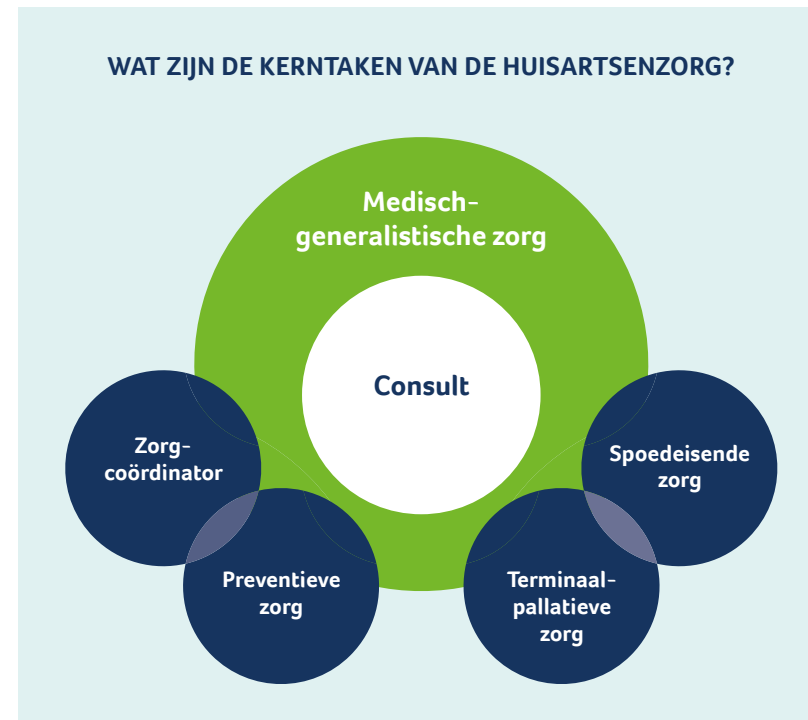 WAT ZIJN DE KERNTAKEN VAN DE HUISARTSENZORG?
Medisch-
generalistische zorg
Consult
Zorg-
coördinator
Spoedeisende
zorg
Preventieve
zorg
Terminaal-
pallatieve
zorg